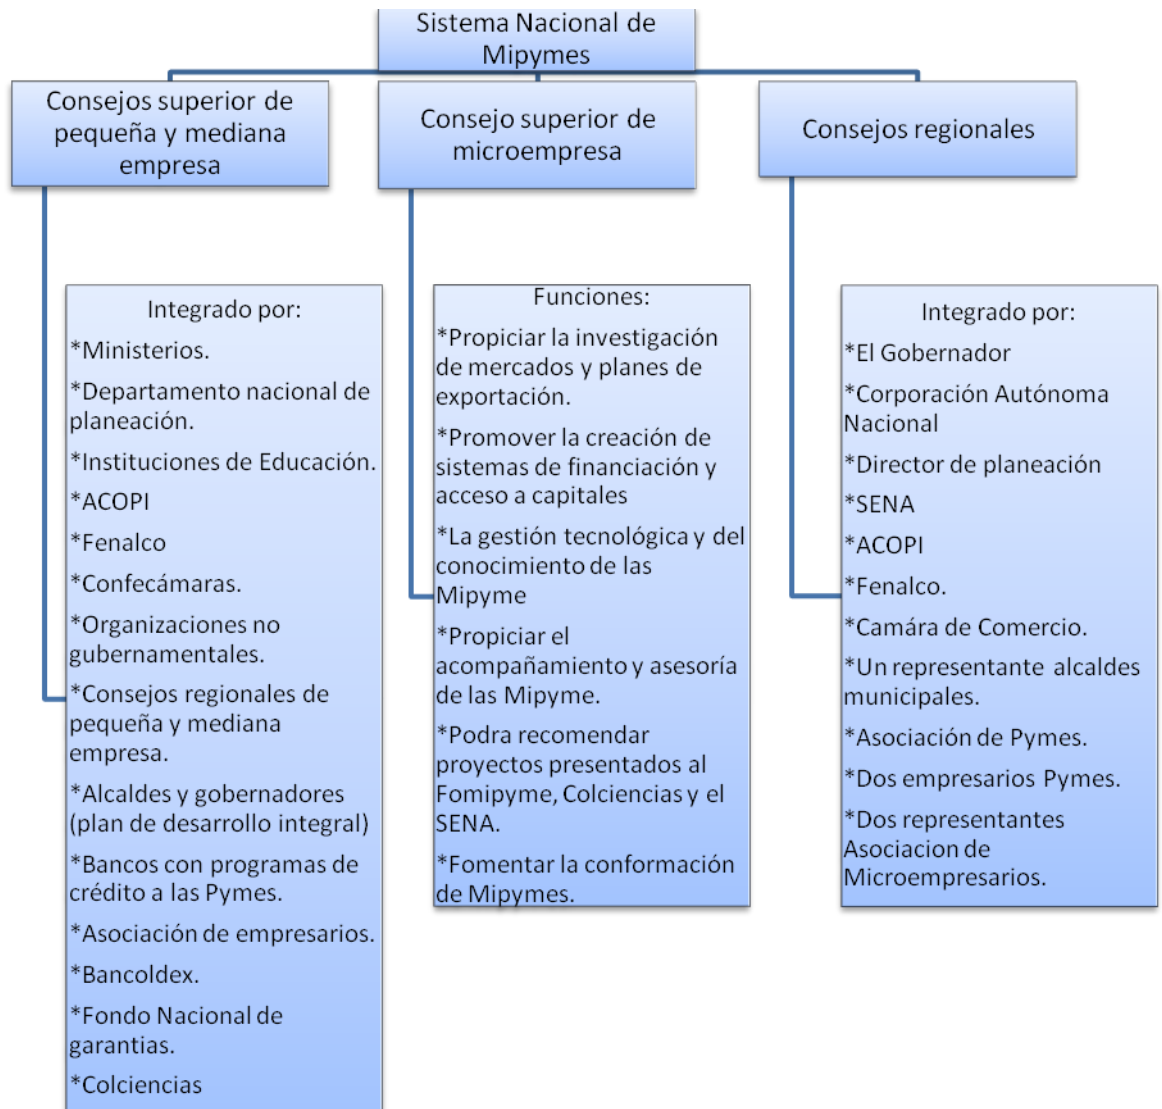 Sistema Nacional de
Mipymes
Consejos superior de
pequeña y mediana
empresa
Consejo superior de
microempresa
Consejos regionales
Integrado por:
*Ministerios.
*Departamento nacional de
planeación.
*Instituciones de Educación.
*ACOPI
*Fenalco
*Confecámaras.
*Organizaciones no
gubernamentales.
*Consejos regionales de
pequeña y mediana
empresa.
*Alcaldes y gobernadores
(plan de desarrollo integral)
*Bancos con programas de
crédito a las Pymes.
*Asociación de empresarios.
*Bancoldex.
*Fondo Nacional de
garantias.
*Colciencias
Funciones:
*Propiciar la investigación
de mercados y planes de
exportación.
*Promover la creación de
sistemas de financiación y
acceso a capitales
*La gestión tecnológica y del
conocimiento de las
Mipyme
*Propiciar el
acompañamiento y asesoría
de las Mipyme.
*Podra recomendar
proyectos presentados al
Fomipyme, Colciencias y el
SENA.
*Fomentar la conformación
de Mipymes.
Integrado por:
*El Gobernador
*Corporación Autónoma
Nacional
*Director de planeación
*SENA
*ACOPI
*Fenalco.
*Camára de Comercio.
*Un representante alcaldes
municipales.
*Asociación de Pymes.
*Dos empresarios Pymes.
*Dos representantes
Asociacion de
Microempresarios.